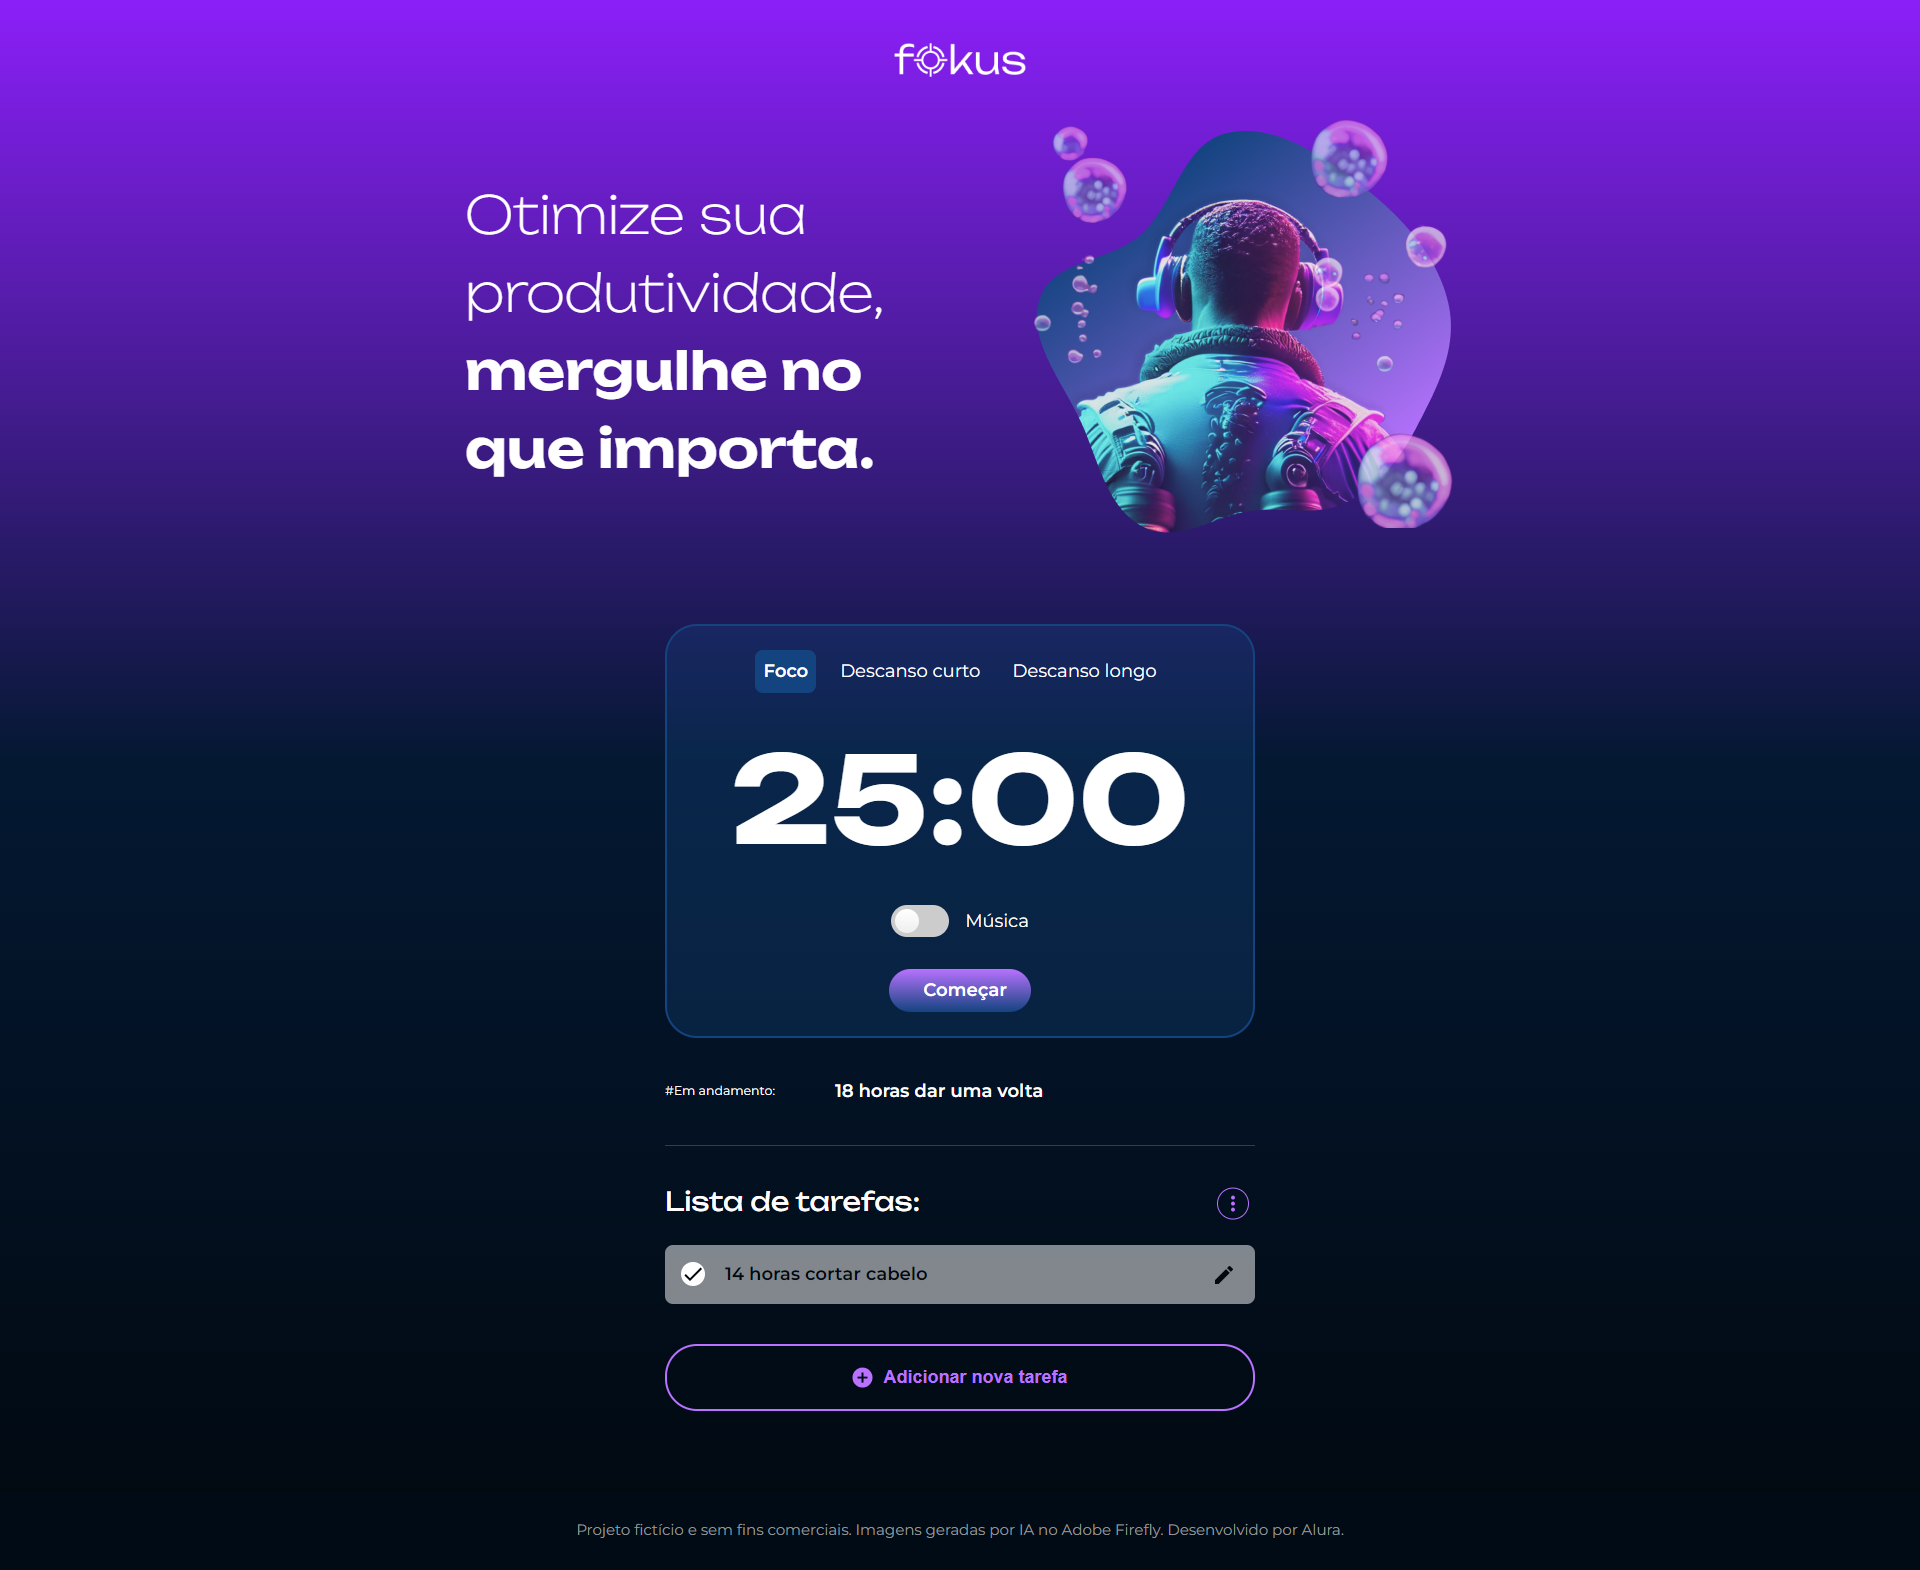 fokus
Otimize sua
produtividade,
mergulhe no
que importa.
Foco Descanso curto Descanso longo
25:00
Música
Começar
#Em andamento: 18 horas dar uma volta
Lista de tarefas:
14 horas cortar cabelo
Adicionar nova tarefa
Projeto fictício e sem fins comerciais. Imagens geradas por IA no Adobe Firefly. Desenvolvido por Alura.